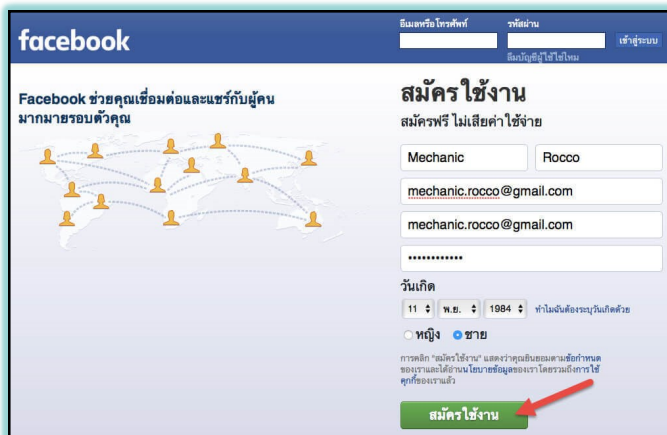 facebook
อีเมลหรือโทรศัพท์
รหัสผ่าน
เข้าสู่ระบบ
ลืมบัญชีผู้ใช้ใช่ไหม
Facebook ช่วยคุณเชื่อมต่อและแชร์กับผู้คน
มากมายรอบตัวคุณ
สมัครใช้งาน
สมัครฟรี ไม่เสียค่าใช้จ่าย
Mechanic Rocco
mechanic.rocco@gmail.com
mechanic.rocco@gmail.com
••••••••••••
วันเกิด
11 พ.ย. 1984 ทำไมฉันต้องระบุวันเกิดด้วย
หญิง ชาย
การคลิก "สมัครใช้งาน" แสดงว่าคุณยินยอมตามข้อกำหนด
ของเราและได้อ่านนโยบายข้อมูลของเราโดยรวมถึงการใช้
คุกกี้ของเราแล้ว
สมัครใช้งาน